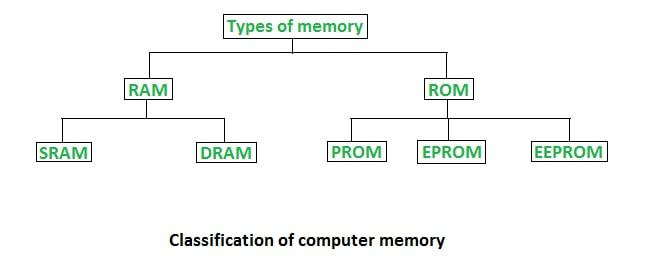 Types of memory
RAM
ROM
SRAM
DRAM
PROM
EPROM
EEPROM
Classification of computer memory